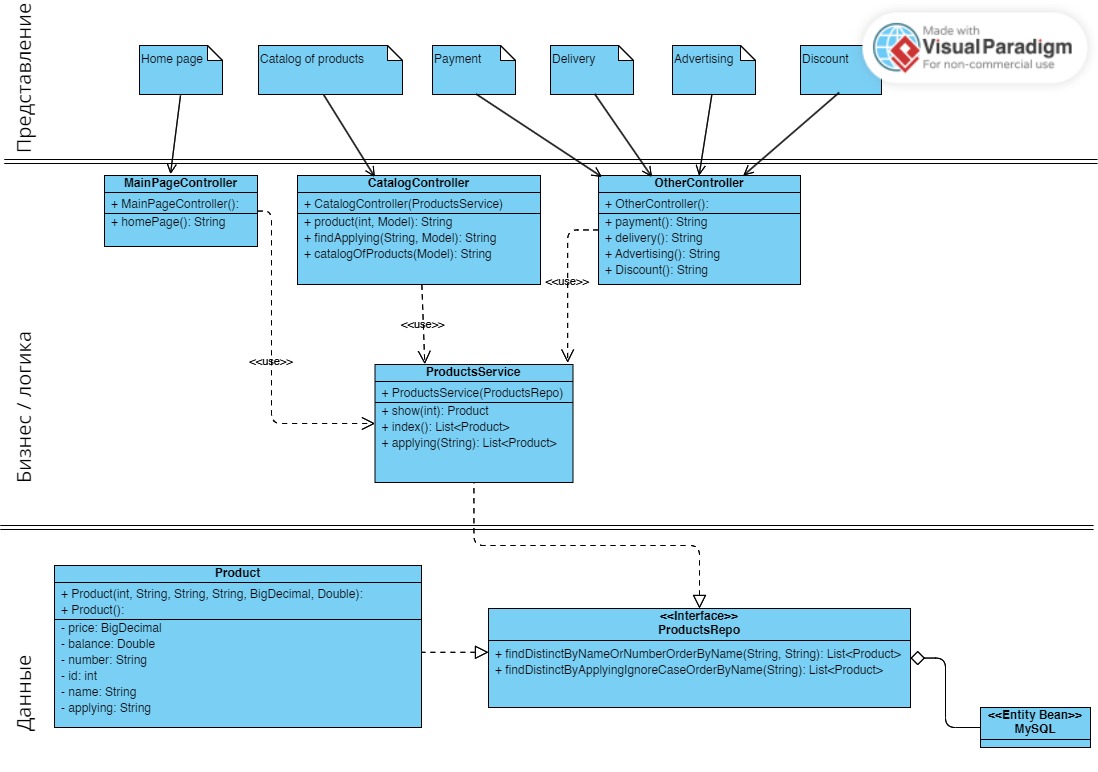 Представление
Home page
Catalog of products
Payment
Delivery
Advertising
Discount
Made with
Visual Paradigm
For non-commercial use
Бизнес / логика
MainPageController
+ MainPageController():
+ homePage(): String
CatalogController
+ CatalogController(ProductsService)
+ product(int, Model): String
+ findApplying(String, Model): String
+ catalogOfProducts(Model): String
OtherController
+ OtherController():
+ payment(): String
+ delivery(): String
+ Advertising(): String
+ Discount(): String
<<use>>
<<use>>
<<use>>
ProductsService
+ ProductsService(ProductsRepo)
+ show(int): Product
+ index(): List<Product>
+ applying(String): List<Product>
Данные
Product
+ Product(int, String, String, String, BigDecimal, Double):
+ Product():
- price: BigDecimal
- balance: Double
- number: String
- id: int
- name: String
- applying: String
<<Interface>>
ProductsRepo
+ findDistinctByNameOrNumberOrderByName(String, String): List<Product>
+ findDistinctByApplyingIgnoreCaseOrderByName(String): List<Product>
<<Entity Bean>>
MySQL